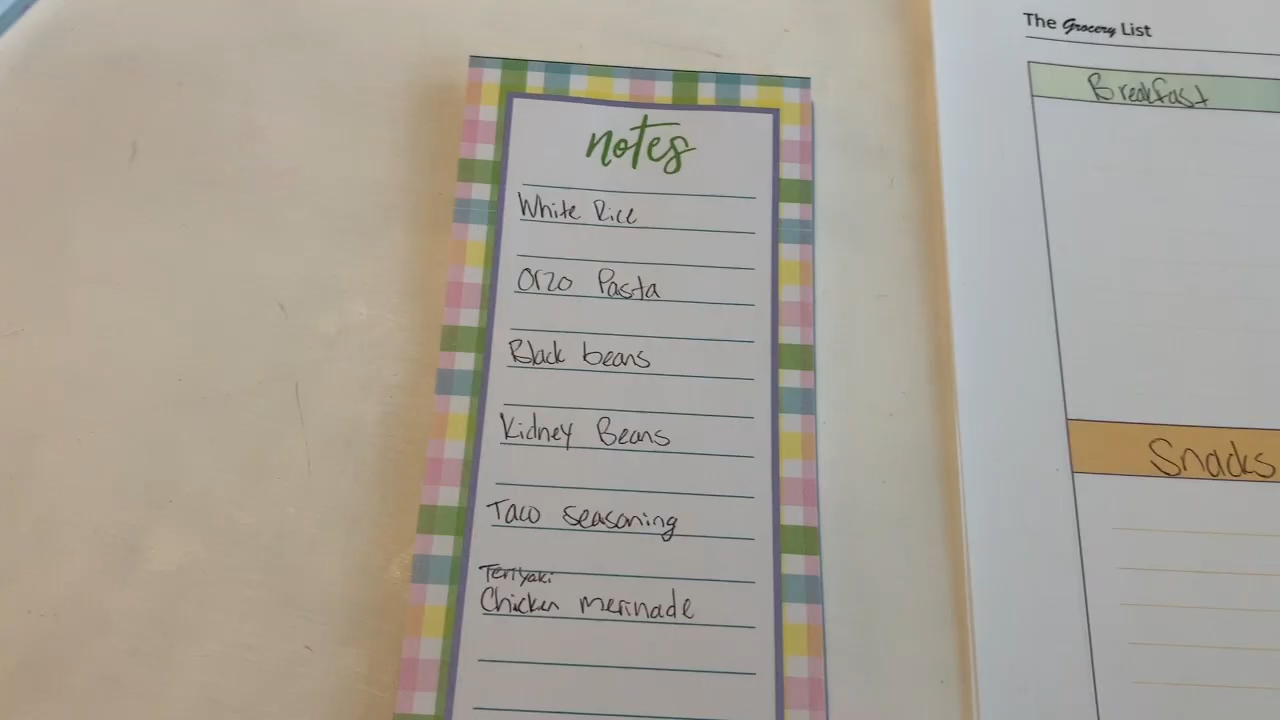 notes
White Rice
Orzo Pasta
Black beans
Kidney Beans
Taco seasoning
Teriyaki
Chicken merinade
The Grocery List
Breakfast
Snacks